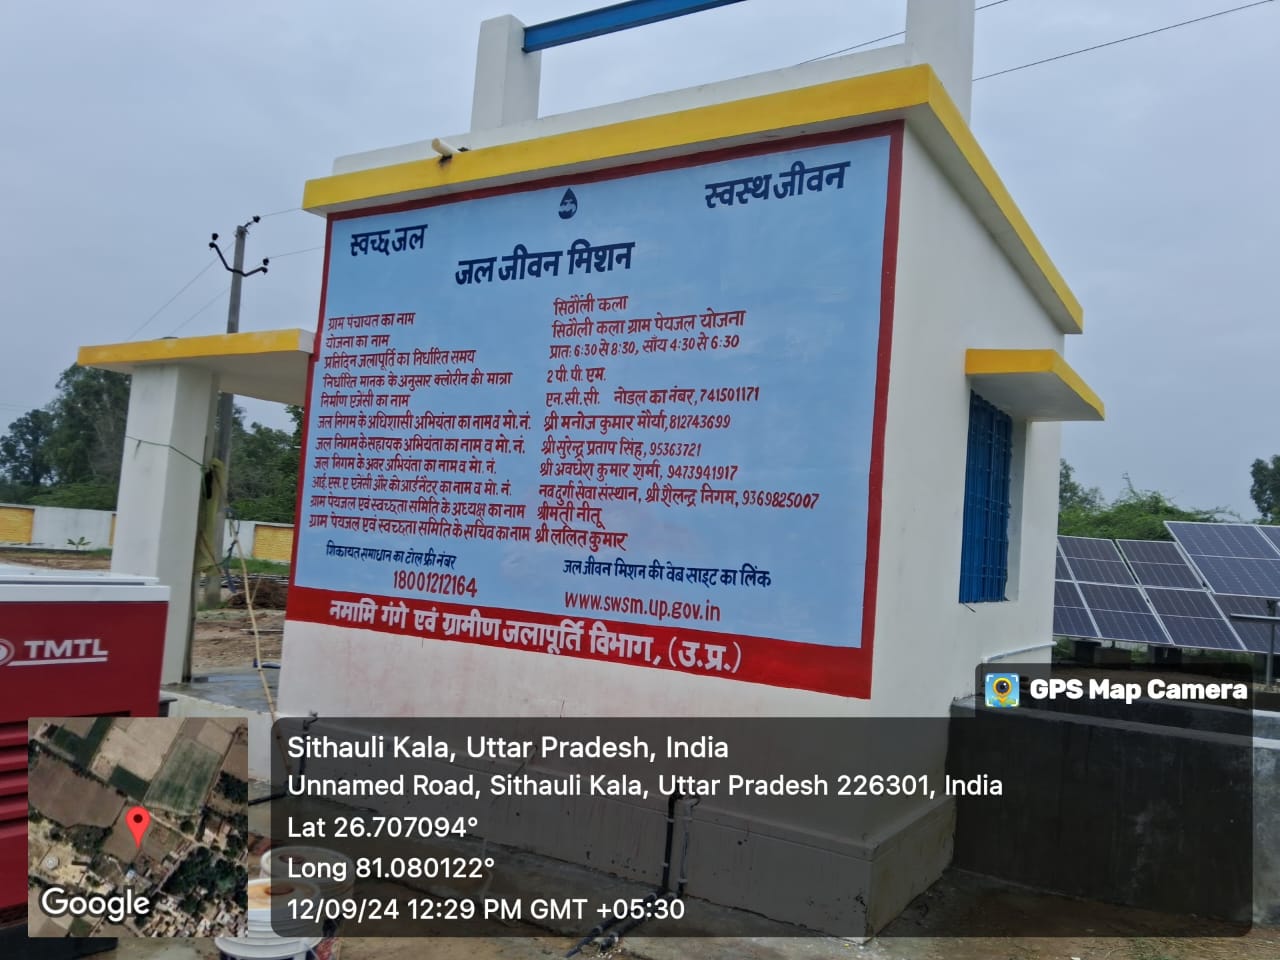 स्वच्छ जल
स्वस्थ जीवन
जल जीवन मिशन
ग्राम पंचायत का नाम सिठौली कला
योजना का नाम सिठौली कला ग्राम पेयजल योजना
प्रतिदिन जलापूर्ति का निर्धारित समय प्रातः 6:30 से 8:30, साँय 4:30 से 6:30
निर्धारित मानक के अनुसार क्लोरीन की मात्रा 2 पी. पी. एम.
निर्माण एजेंसी का नाम एन. सी. सी. नोडल का नंबर, 741501171
जल निगम के अधिशासी अभियंता का नाम व मो. नं. श्री मनोज कुमार मौर्या, 812743699
जल निगम के सहायक अभियंता का नाम व मो. नं. श्री सुरेन्द्र प्रताप सिंह, 95363721
जल निगम के अवर अभियंता का नाम व मो. नं. श्री अवधेश कुमार शर्मा, 9473941917
आई. एस. ए एजेंसी और कोआर्डनैटर का नाम व मो. नं. नव दुर्गा सेवा संस्थान, श्री शैलेन्द्र निगम, 9369825007
ग्राम पेयजल एवं स्वच्छता समिति के अध्यक्ष का नाम श्रीमती नीतू
ग्राम पेयजल एवं स्वच्छता समिति के सचिव का नाम श्री ललित कुमार
शिकायत समाधान का टोल फ्री नंबर
18001212164
जल जीवन मिशन की वेब साइट का लिंक
www.swsm.up.gov.in
नमामि गंगे एवं ग्रामीण जलापूर्ति विभाग, (उ.प्र.)
TMTL
GPS Map Camera
Sithauli Kala, Uttar Pradesh, India
Unnamed Road, Sithauli Kala, Uttar Pradesh 226301, India
Lat 26.707094°
Long 81.080122°
12/09/24 12:29 PM GMT +05:30
Google